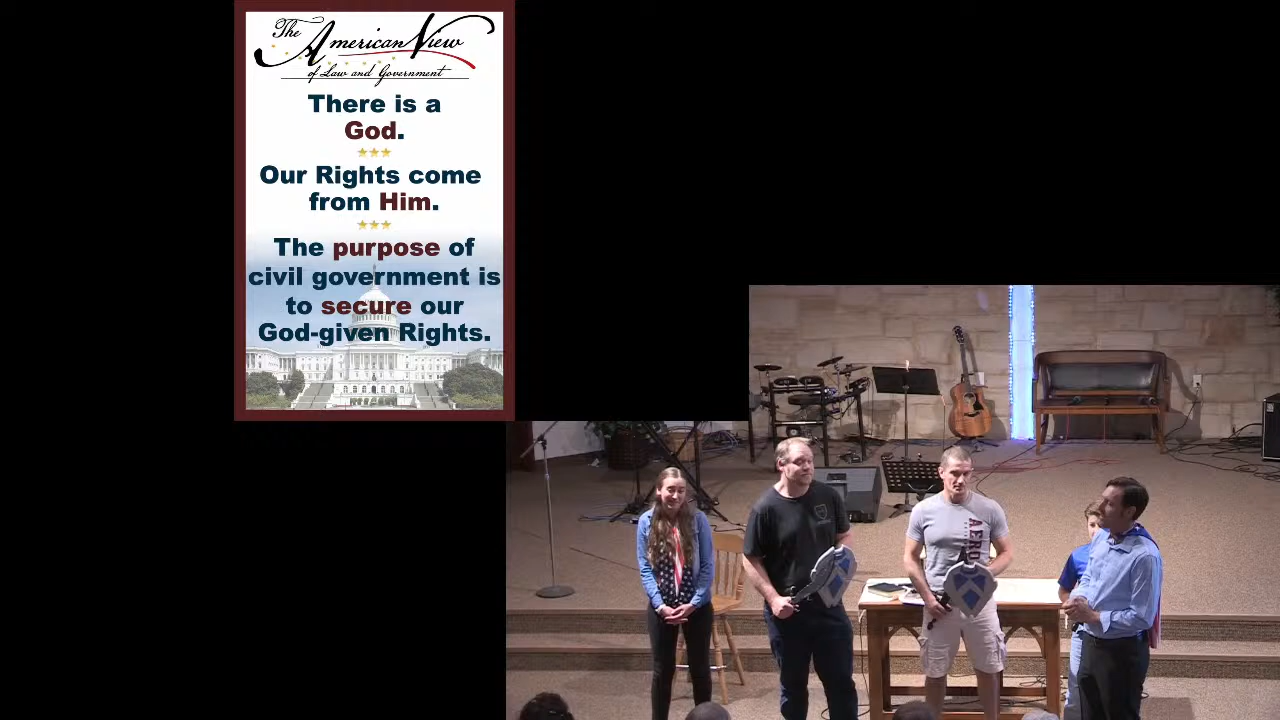 The
American View
of Law and Government
There is a
God.
Our Rights come
from Him.
The purpose of
civil government is
to secure our
God-given Rights.
AERO